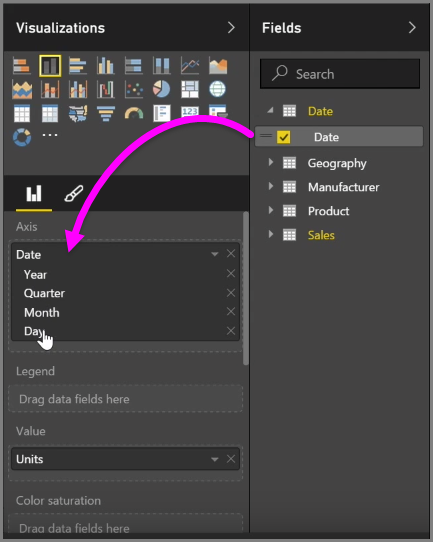 Visualizations
Fields
Search
Date
Date
Geography
Manufacturer
Product
Sales
123
Axis
Date
Year
Quarter
Month
Day
Legend
Drag data fields here
Value
Units
Color saturation
Drag data fields here